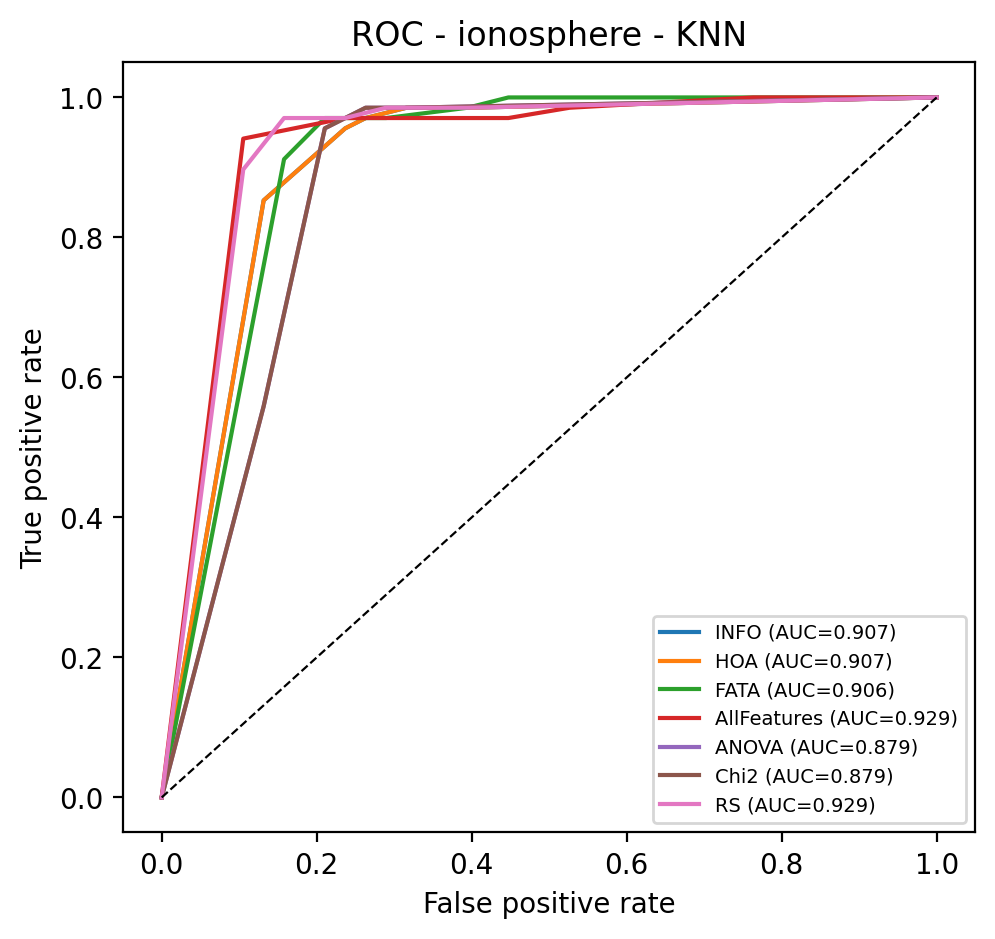 ROC - ionosphere - KNN
True positive rate
1.0
0.8
0.6
0.4
0.2
0.0
INFO (AUC=0.907)
HOA (AUC=0.907)
FATA (AUC=0.906)
AllFeatures (AUC=0.929)
ANOVA (AUC=0.879)
Chi2 (AUC=0.879)
RS (AUC=0.929)
0.0 0.2 0.4 0.6 0.8 1.0
False positive rate